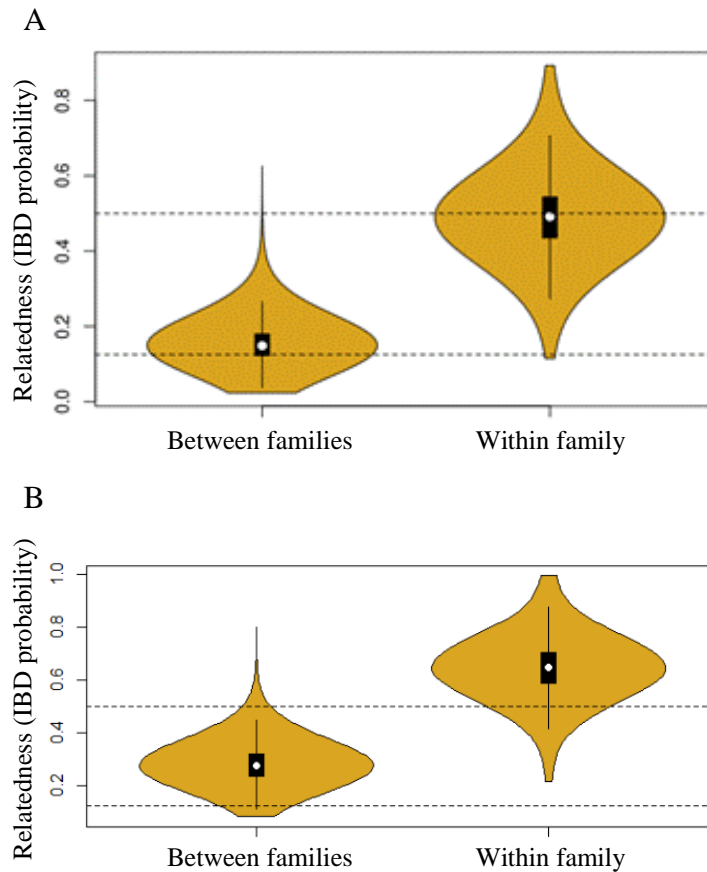 A
Relatedness (IBD probability)
0.8
0.6
0.4
0.2
0.0
Between families
Within family
B
Relatedness (IBD probability)
1.0
0.8
0.6
0.4
0.2
Between families
Within family